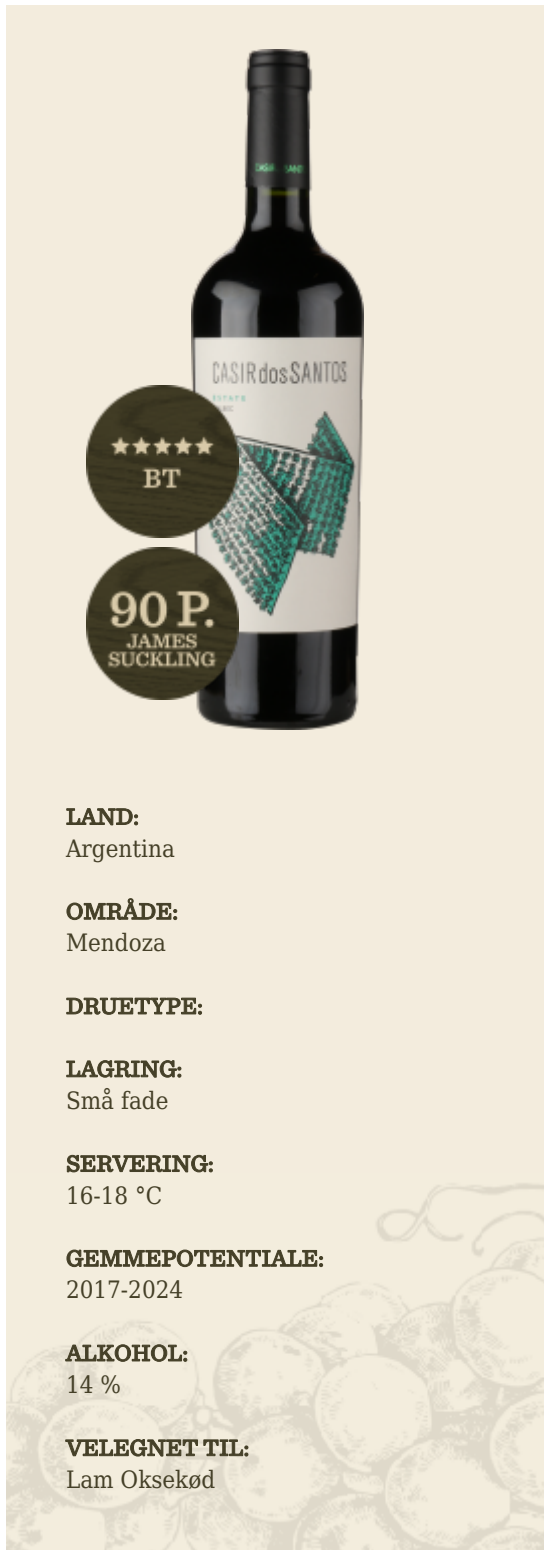 CASIR dos SANTOS
ESTATE
★★★★★
BT
90 P.
JAMES
SUCKLING
LAND:
Argentina
OMRÅDE:
Mendoza
DRUETYPE:
LAGRING:
Små fade
SERVERING:
16-18 °C
GEMMEPOTENTIALE:
2017-2024
ALKOHOL:
14 %
VELEGNET TIL:
Lam Oksekød